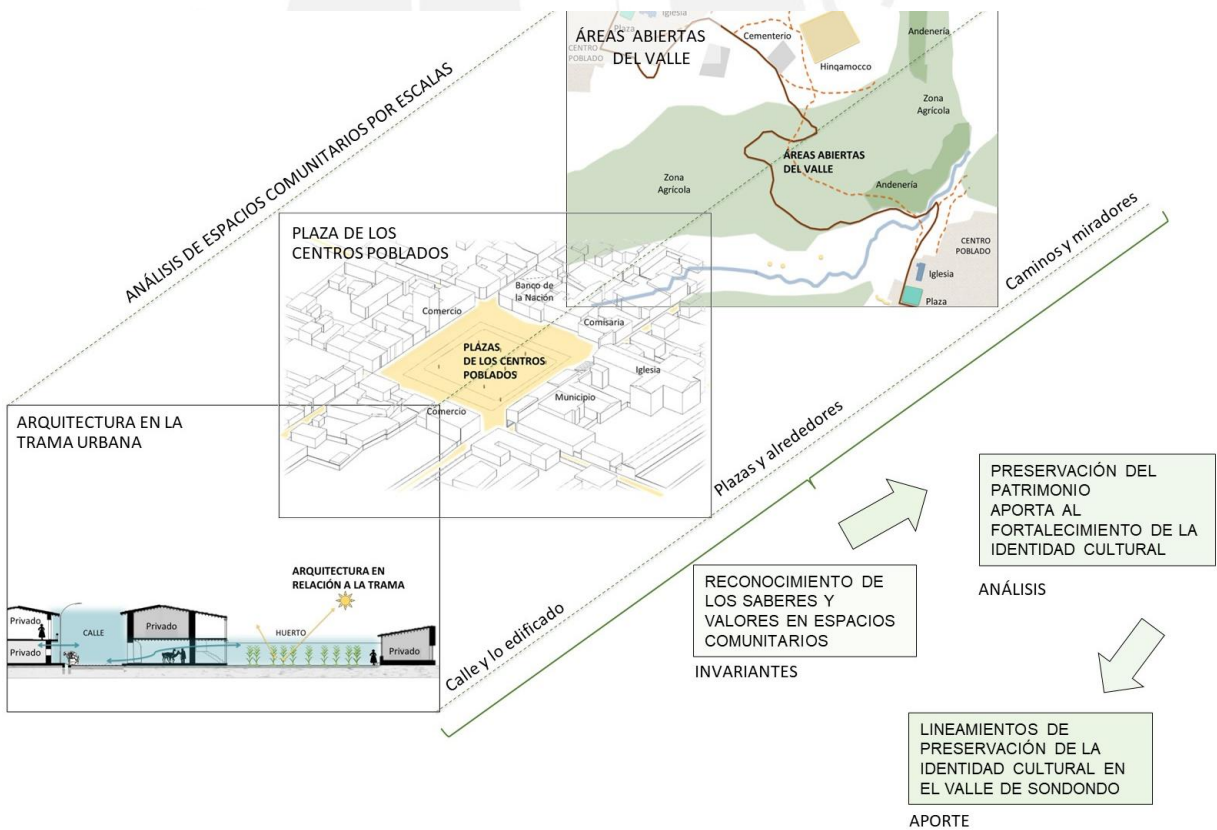 ANÁLISIS DE ESPACIOS COMUNITARIOS POR ESCALAS
ÁREAS ABIERTAS
DEL VALLE
Iglesia
Plaza
CENTRO
POBLADO
Cementerio
Hinqamocco
Andenería
Zona
Agrícola
ÁREAS ABIERTAS
DEL VALLE
Zona
Agrícola
Andenería
CENTRO
POBLADO
Iglesia
Plaza
PLAZA DE LOS
CENTROS POBLADOS
Banco de
la Nación
Comercio
Comisaria
PLAZAS
DE LOS CENTROS
POBLADOS
Iglesia
Municipio
Comercio
ARQUITECTURA EN LA
TRAMA URBANA
ARQUITECTURA EN
RELACIÓN A LA TRAMA
Privado
CALLE
Privado
HUERTO
Privado
Privado
Calle y lo edificado
Plazas y alrededores
Caminos y miradores
RECONOCIMIENTO DE
LOS SABERES Y
VALORES EN ESPACIOS
COMUNITARIOS
INVARIANTES
PRESERVACIÓN DEL
PATRIMONIO
APORTA AL
FORTALECIMIENTO DE LA
IDENTIDAD CULTURAL
ANÁLISIS
LINEAMIENTOS DE
PRESERVACIÓN DE LA
IDENTIDAD CULTURAL EN
EL VALLE DE SONDONDO
APORTE